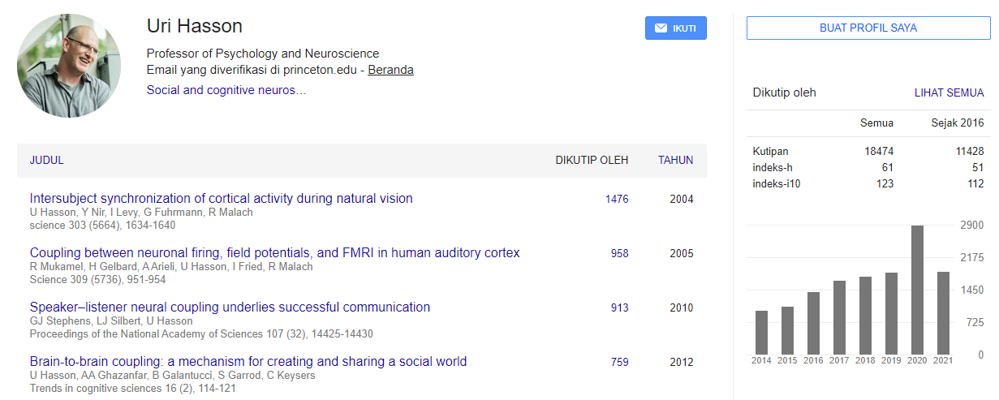 Uri Hasson
IKUTI
Professor of Psychology and Neuroscience
Email yang diverifikasi di princeton.edu - Beranda
Social and cognitive neuros…
JUDUL DIKUTIP OLEH TAHUN
Intersubject synchronization of cortical activity during natural vision 1476 2004
U Hasson, Y Nir, I Levy, G Fuhrmann, R Malach
science 303 (5664), 1634-1640
Coupling between neuronal firing, field potentials, and FMRI in human auditory cortex 958 2005
R Mukamel, H Gelbard, A Arieli, U Hasson, I Fried, R Malach
Science 309 (5736), 951-954
Speaker–listener neural coupling underlies successful communication 913 2010
GJ Stephens, LJ Silbert, U Hasson
Proceedings of the National Academy of Sciences 107 (32), 14425-14430
Brain-to-brain coupling: a mechanism for creating and sharing a social world 759 2012
U Hasson, AA Ghazanfar, B Galantucci, S Garrod, C Keysers
Trends in cognitive sciences 16 (2), 114-121
BUAT PROFIL SAYA
Dikutip oleh LIHAT SEMUA
Semua Sejak 2016
Kutipan 18474 11428
indeks-h 61 51
indeks-i10 123 112
2900
2175
1450
725
0
2014 2015 2016 2017 2018 2019 2020 2021